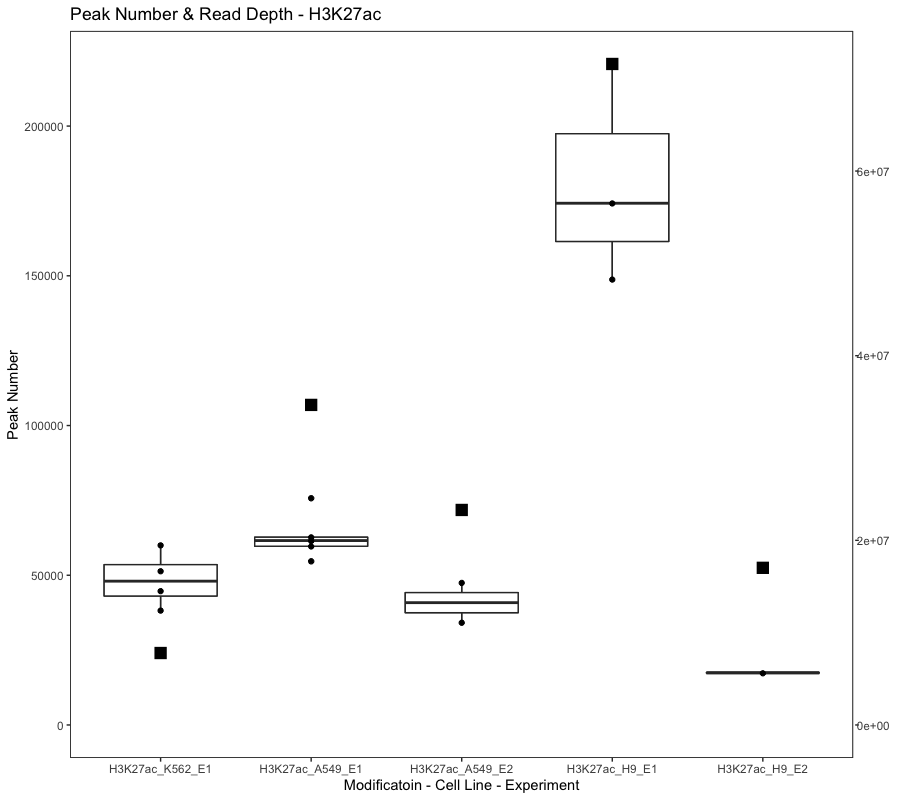 Peak Number & Read Depth - H3K27ac
Peak Number
200000
150000
100000
50000
0
6e+07
4e+07
2e+07
0e+00
H3K27ac_K562_E1
H3K27ac_A549_E1
H3K27ac_A549_E2
H3K27ac_H9_E1
H3K27ac_H9_E2
Modificatoin - Cell Line - Experiment